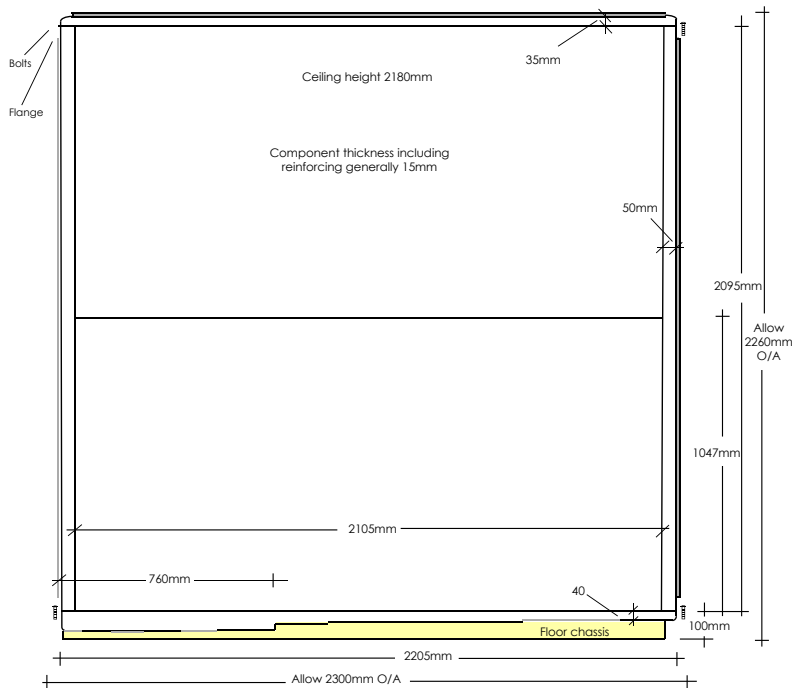 35mm
Bolts
Ceiling height 2180mm
Flange
Component thickness including
reinforcing generally 15mm
50mm
2095mm
Allow
2260mm
O/A
1047mm
2105mm
760mm
40
100mm
Floor chassis
2205mm
Allow 2300mm O/A